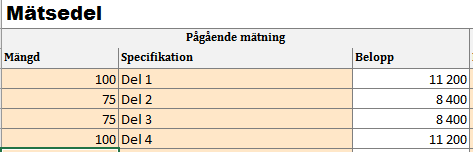 Mätsedel
Pågående mätning
Mängd Specifikation Belopp
100 Del 1 11 200
75 Del 2 8 400
75 Del 3 8 400
100 Del 4 11 200